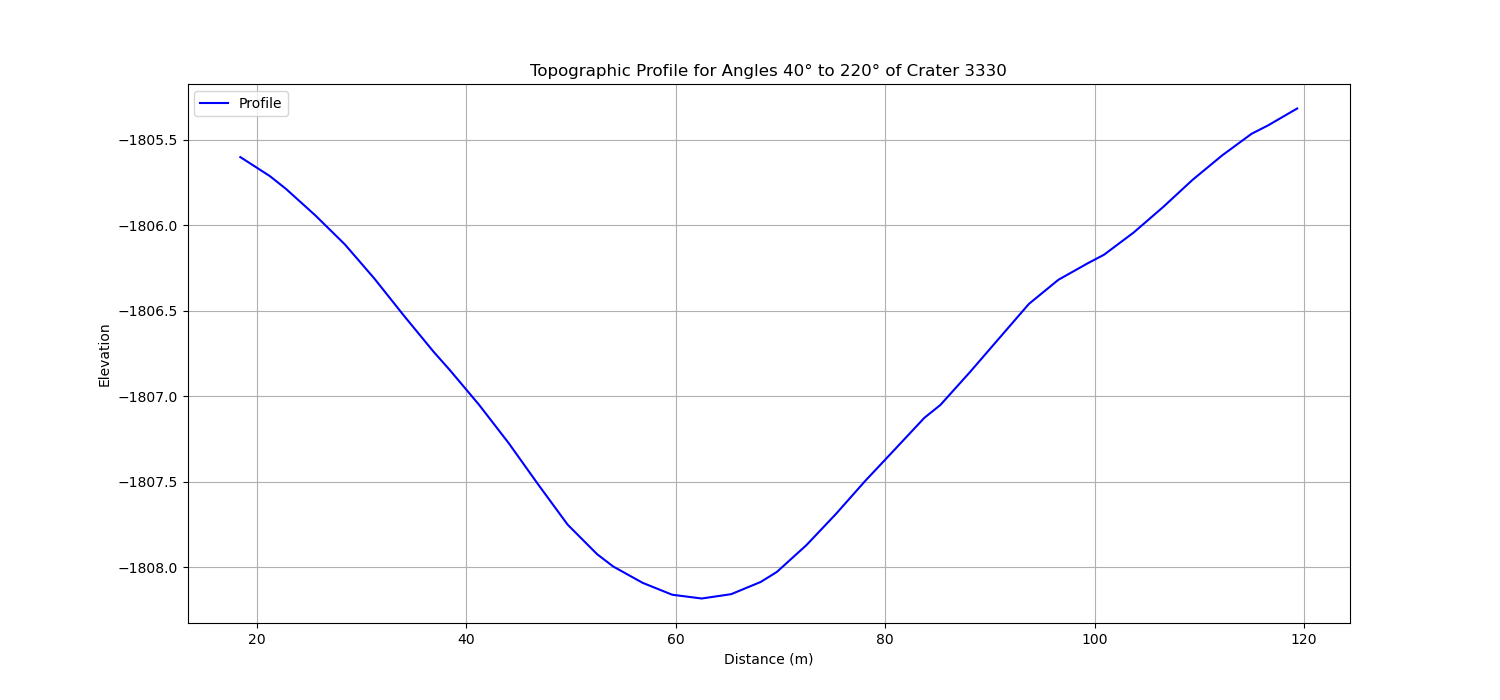 Topographic Profile for Angles 40° to 220° of Crater 3330
Profile
−1805.5
−1806.0
−1806.5
−1807.0
−1807.5
−1808.0
Elevation
20 40 60 80 100 120
Distance (m)